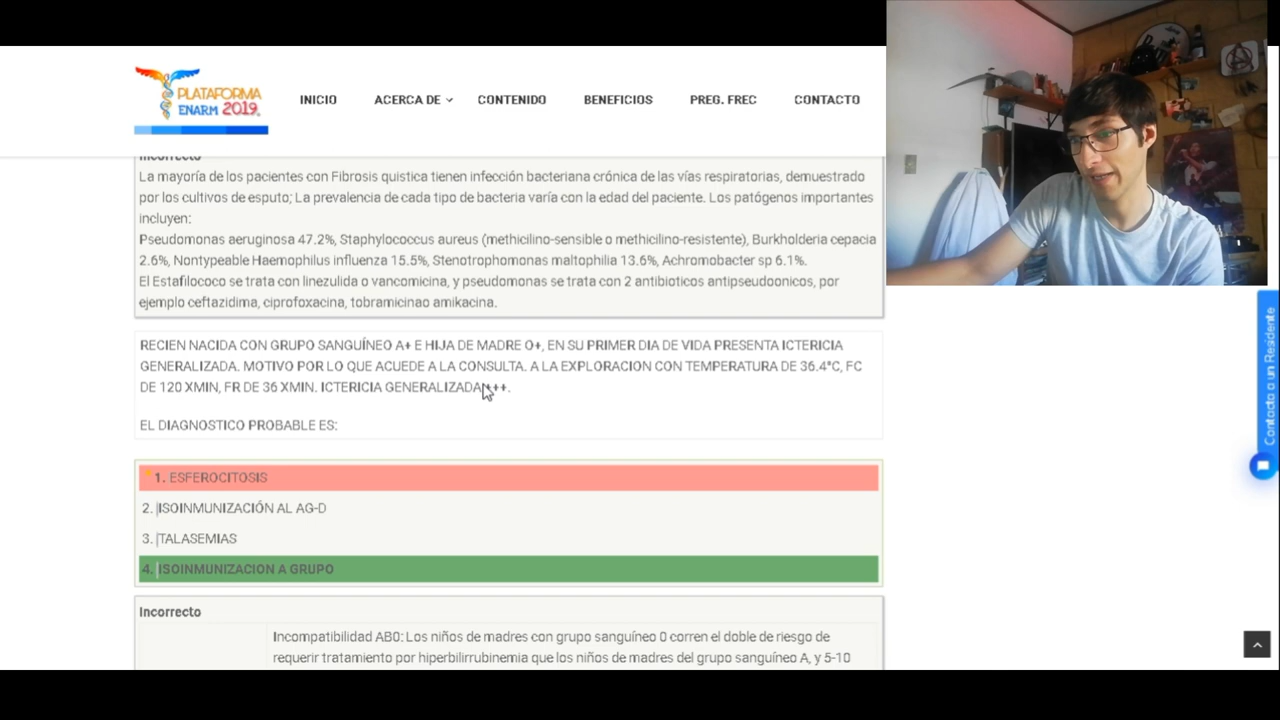 PLATAFORMA
ENARM 2019
INICIO
ACERCA DE
CONTENIDO
BENEFICIOS
PREG. FREC
CONTACTO
Incorrecto
La mayoría de los pacientes con Fibrosis quistica tienen infección bacteriana crónica de las vías respiratorias, demuestrado
por los cultivos de esputo; La prevalencia de cada tipo de bacteria varía con la edad del paciente. Los patógenos importantes
incluyen:
Pseudomonas aeruginosa 47.2%, Staphylococcus aureus (methicilino-sensible o methicilino-resistente), Burkholderia cepacia
2.6%, Nontypeable Haemophilus influenza 15.5%, Stenotrophomonas maltophilia 13.6%, Achromobacter sp 6.1%.
El Estafilococo se trata con linezulida o vancomicina, y pseudomonas se trata con 2 antibioticos antipseudoonicos, por
ejemplo ceftazidima, ciprofoxacina, tobramicinao amikacina.
RECIEN NACIDA CON GRUPO SANGUÍNEO A+ E HIJA DE MADRE O+, EN SU PRIMER DIA DE VIDA PRESENTA ICTERICIA
GENERALIZADA. MOTIVO POR LO QUE ACUEDE A LA CONSULTA. A LA EXPLORACION CON TEMPERATURA DE 36.4°C, FC
DE 120 XMIN, FR DE 36 XMIN. ICTERICIA GENERALIZADA +++.
EL DIAGNOSTICO PROBABLE ES:
1. ESFEROCITOSIS
2. ISOINMUNIZACIÓN AL AG-D
3. TALASEMIAS
4. ISOINMUNIZACION A GRUPO
Incorrecto
Incompatibilidad AB0: Los niños de madres con grupo sanguíneo 0 corren el doble de riesgo de
requerir tratamiento por hiperbilirrubinemia que los niños de madres del grupo sanguíneo A, y 5-10
Contacto a un Residente